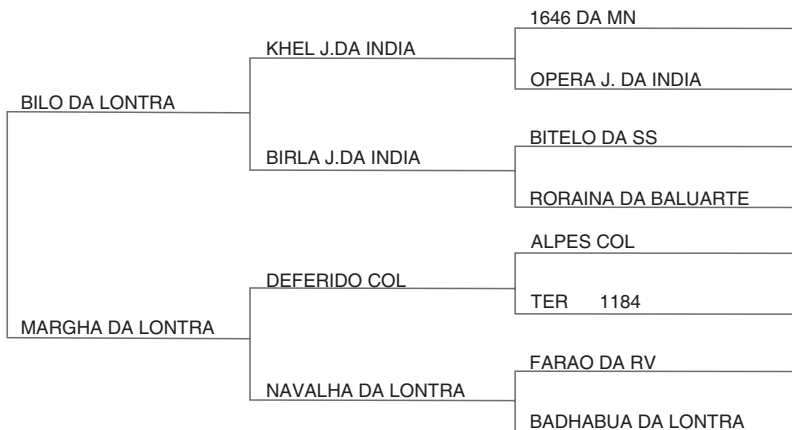 1646 DA MN
KHEL J.DA INDIA
OPERA J. DA INDIA
BILO DA LONTRA
BITELO DA SS
BIRLA J.DA INDIA
RORAINA DA BALUARTE
ALPES COL
DEFERIDO COL
TER 1184
MARGHA DA LONTRA
FARAO DA RV
NAVALHA DA LONTRA
BADHABUA DA LONTRA